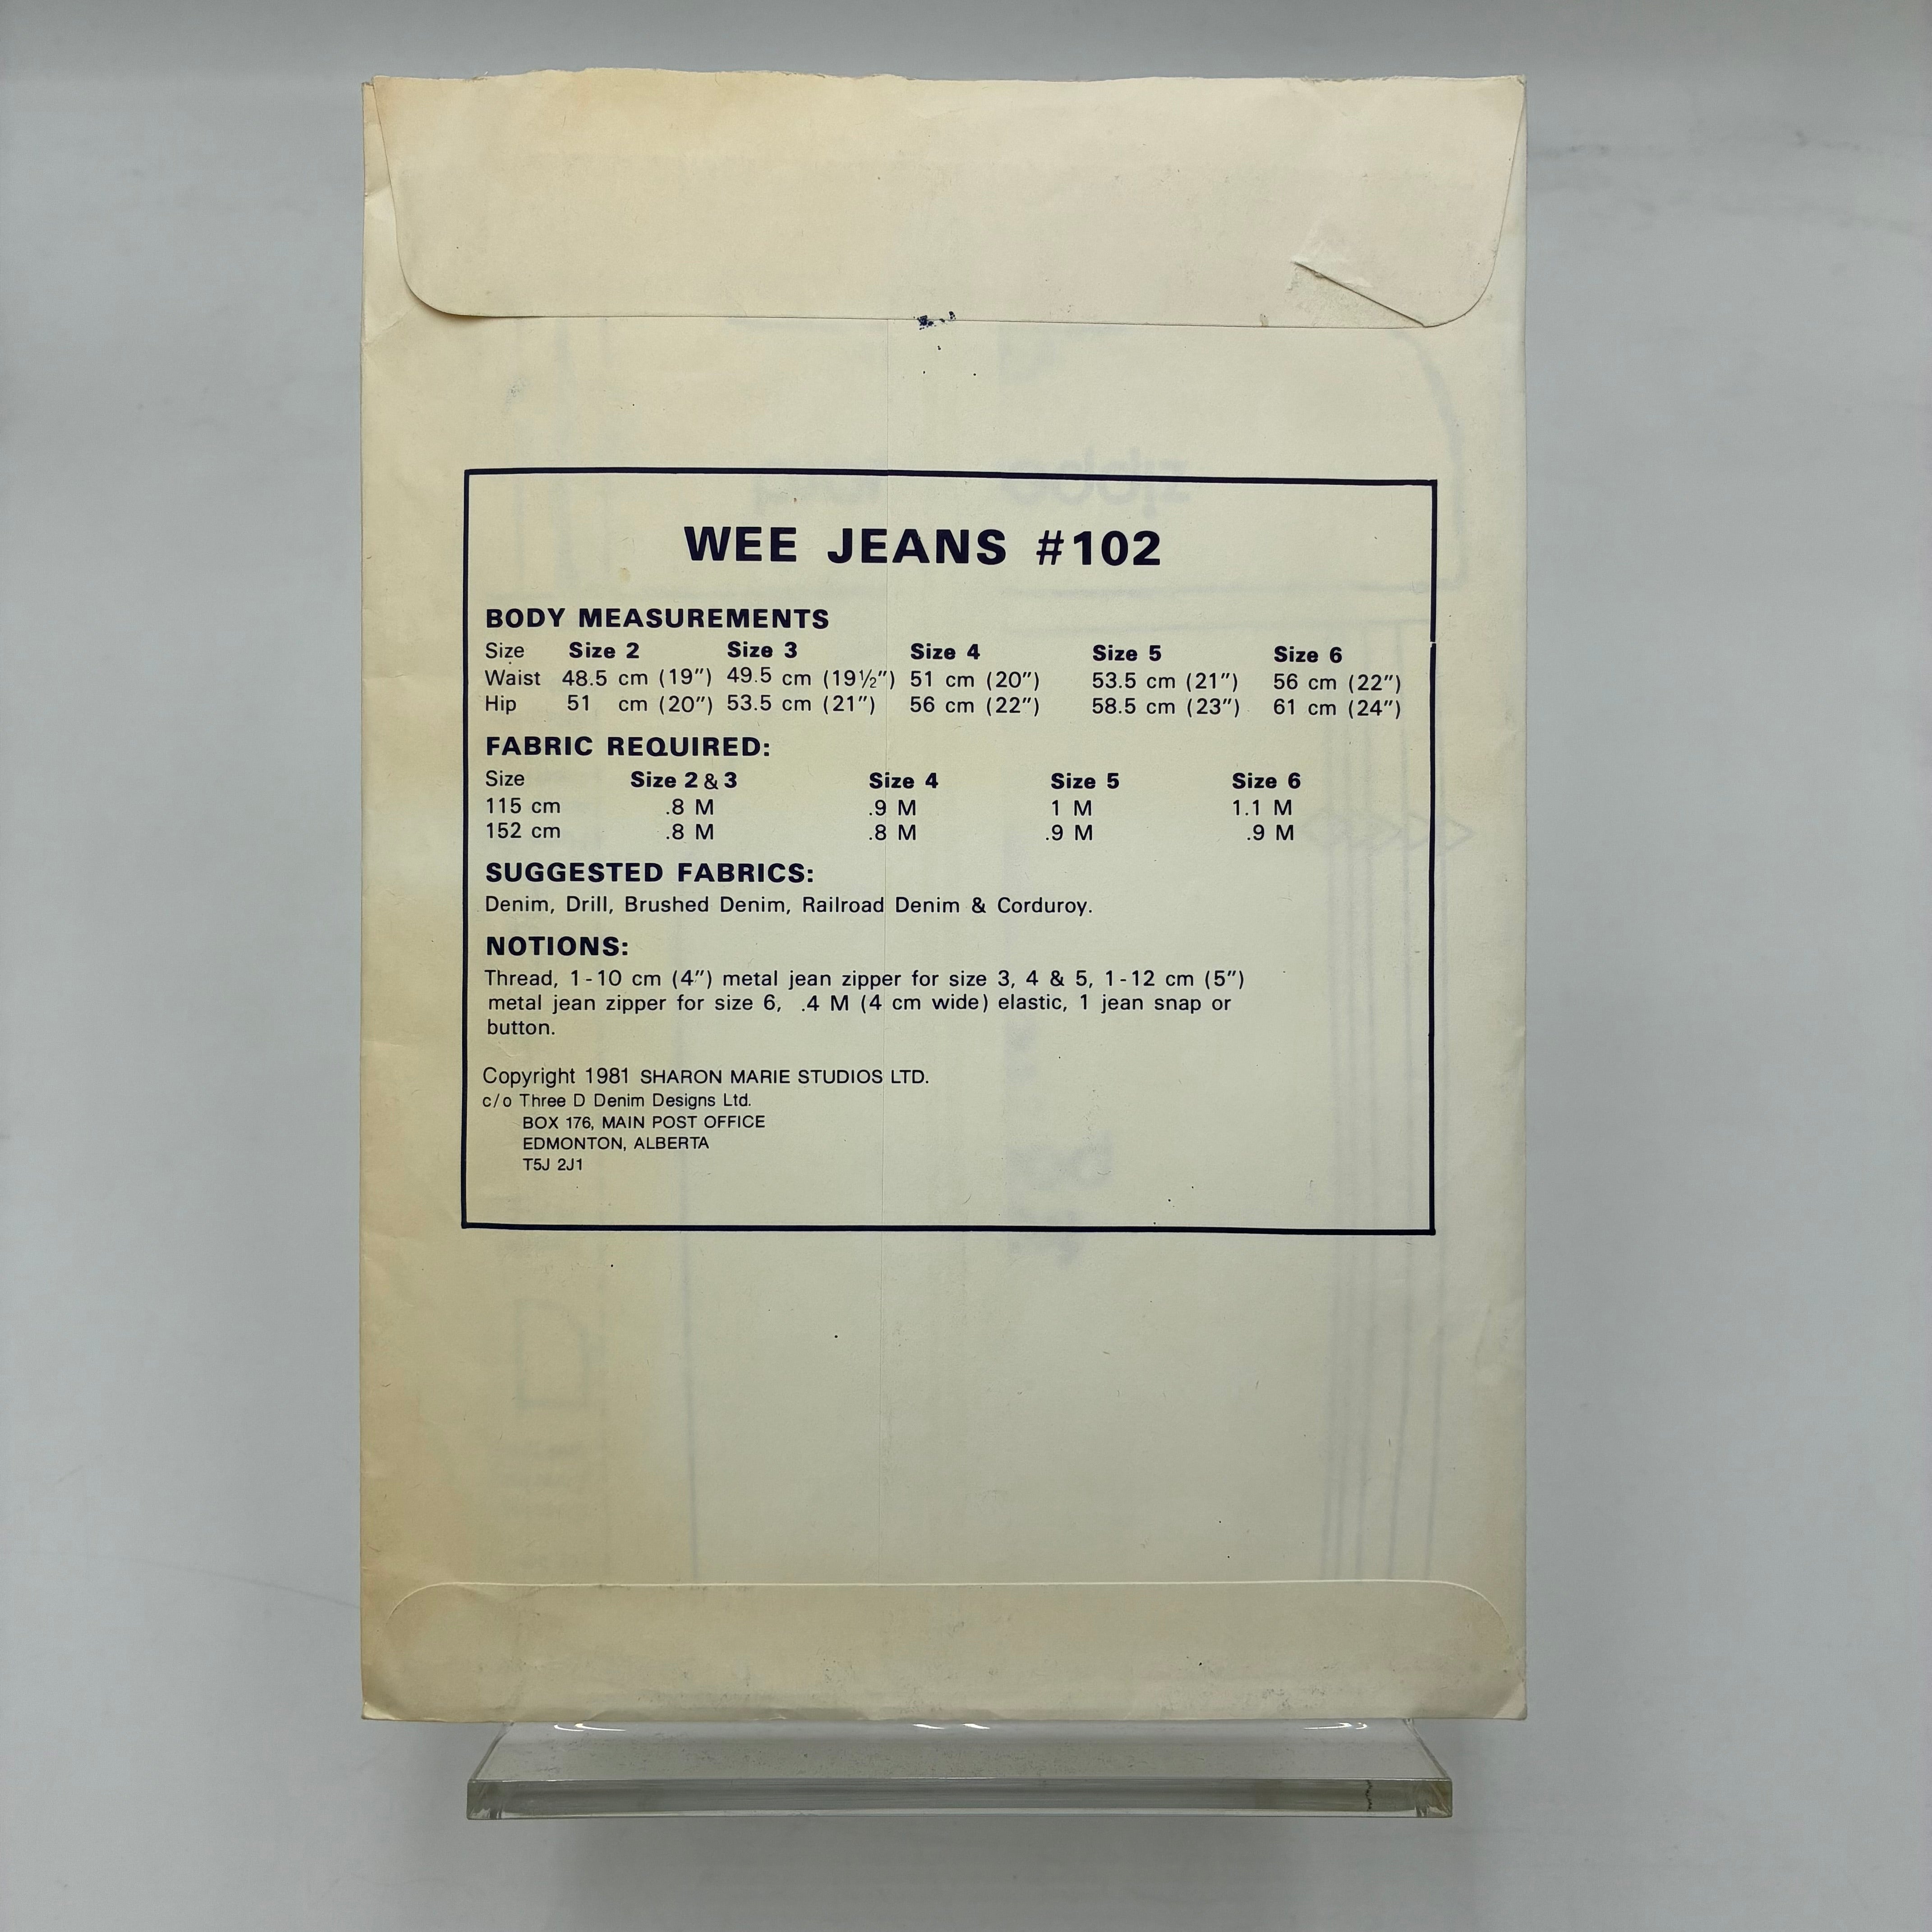 WEE JEANS #102
BODY MEASUREMENTS
Size Size 2 Size 3 Size 4 Size 5 Size 6
Waist 48.5 cm (19") 49.5 cm (19½") 51 cm (20") 53.5 cm (21") 56 cm (22")
Hip 51 cm (20") 53.5 cm (21") 56 cm (22") 58.5 cm (23") 61 cm (24")
FABRIC REQUIRED:
Size Size 2 & 3 Size 4 Size 5 Size 6
115 cm .8 M .9 M 1 M 1.1 M
152 cm .8 M .8 M .9 M .9 M
SUGGESTED FABRICS:
Denim, Drill, Brushed Denim, Railroad Denim & Corduroy.
NOTIONS:
Thread, 1-10 cm (4") metal jean zipper for size 3, 4 & 5, 1-12 cm (5")
metal jean zipper for size 6, .4 M (4 cm wide) elastic, 1 jean snap or
button.
Copyright 1981 SHARON MARIE STUDIOS LTD.
c/o Three D Denim Designs Ltd.
BOX 176, MAIN POST OFFICE
EDMONTON, ALBERTA
T5J 2J1